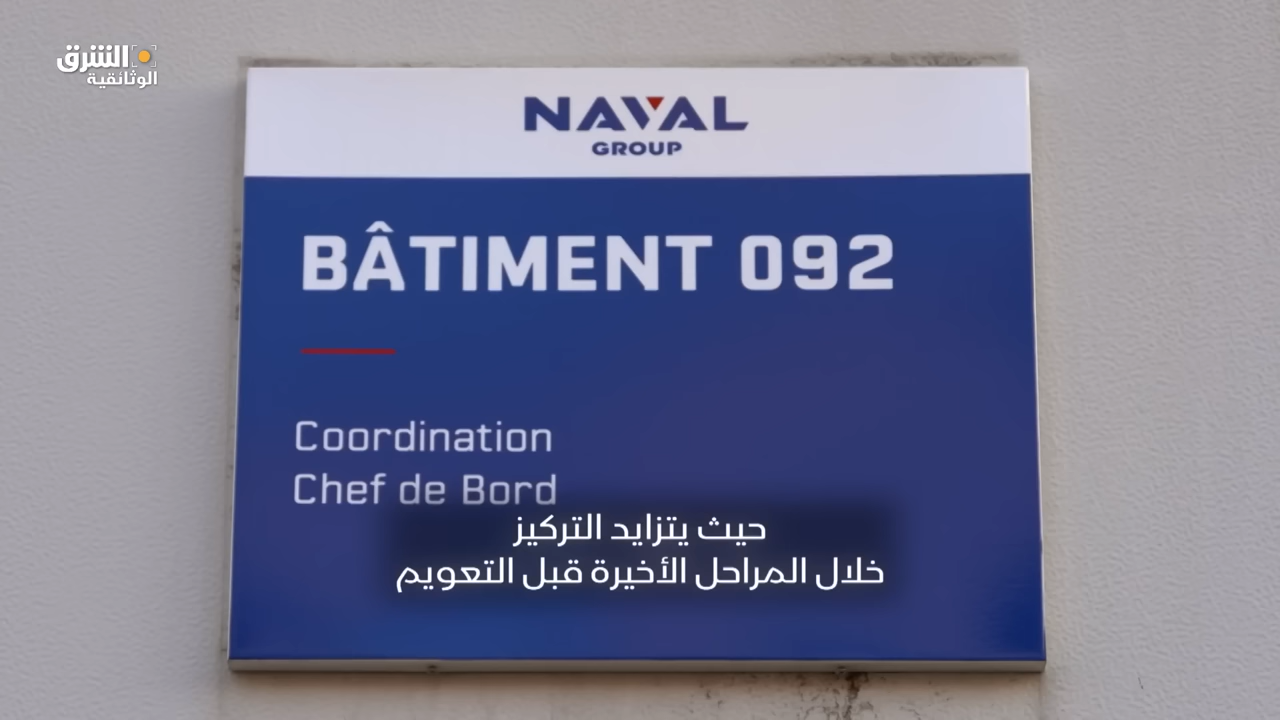 الشرق
الوثائقية
NAVAL
GROUP
BÂTIMENT 092
Coordination
Chef de Bord
حيث يتزايد التركيز
خلال المراحل الأخيرة قبل التعويم